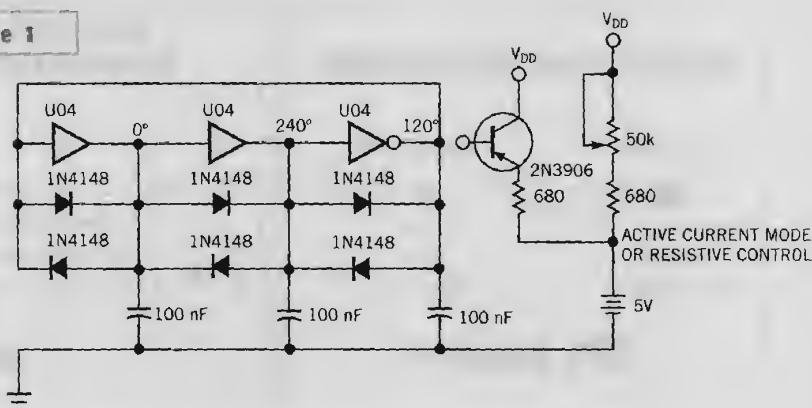 e 1
V_DD
V_DD
U04
U04
U04
0°
240°
120°
50k
2N3906
1N4148
1N4148
1N4148
680
680
ACTIVE CURRENT MODE
OR RESISTIVE CONTROL
1N4148
1N4148
1N4148
100 nF
100 nF
100 nF
5V